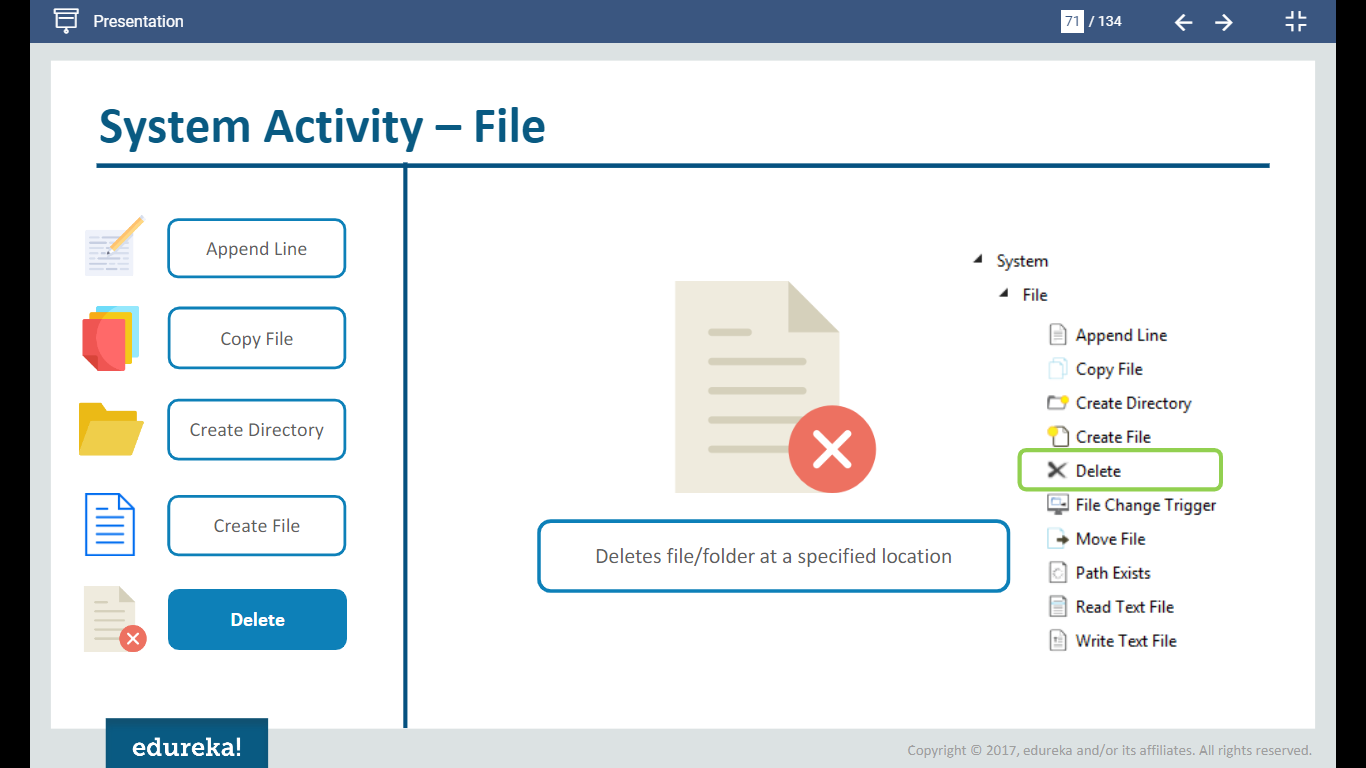 Presentation
71 / 134
System Activity – File
Append Line
Copy File
Create Directory
Create File
Delete
Deletes file/folder at a specified location
System
File
Append Line
Copy File
Create Directory
Create File
Delete
File Change Trigger
Move File
Path Exists
Read Text File
Write Text File
edureka!
Copyright © 2017, edureka and/or its affiliates. All rights reserved.